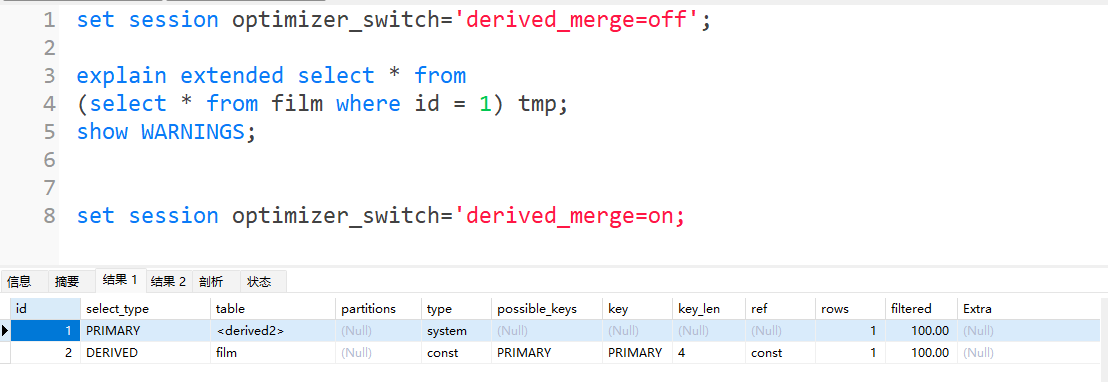 1 set session optimizer_switch='derived_merge=off';
2
3 explain extended select * from
4 (select * from film where id = 1) tmp;
5 show WARNINGS;
6
7
8 set session optimizer_switch='derived_merge=on;
信息 摘要 结果 1 结果 2 剖析 状态
id select_type table partitions type possible_keys key key_len ref rows filtered Extra
1 PRIMARY <derived2> (Null) system (Null) (Null) (Null) (Null) 1 100.00 (Null)
2 DERIVED film (Null) const PRIMARY PRIMARY 4 const 1 100.00 (Null)